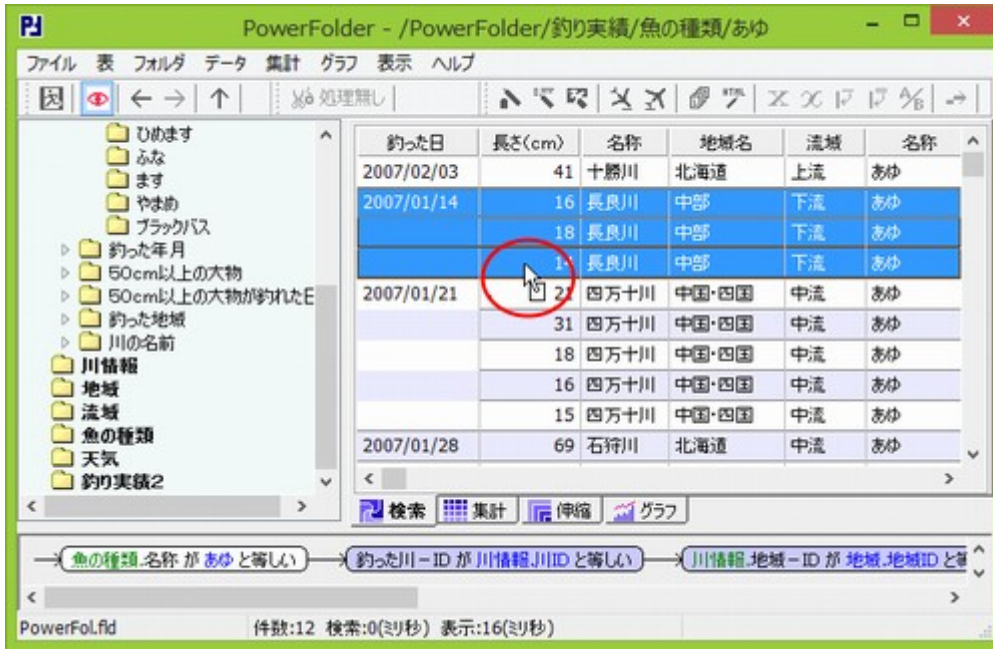 PowerFolder - /PowerFolder/釣り実績/魚の種類/あゆ
ファイル 表 フォルダ データ 集計 グラフ 表示 ヘルプ
処理無し
ひめます
ふな
ます
やまめ
ブラックバス
釣った年月
50cm以上の大物
50cm以上の大物が釣れたE
釣った地域
川の名前
川情報
地域
流域
魚の種類
天気
釣り実績2
釣った日 長さ(cm) 名称 地域名 流域 名称
2007/02/03 41 十勝川 北海道 上流 あゆ
2007/01/14 16 長良川 中部 下流 あゆ
18 長良川 中部 下流 あゆ
14 長良川 中部 下流 あゆ
2007/01/21 21 四万十川 中国・四国 中流 あゆ
31 四万十川 中国・四国 中流 あゆ
18 四万十川 中国・四国 中流 あゆ
16 四万十川 中国・四国 中流 あゆ
15 四万十川 中国・四国 中流 あゆ
2007/01/28 69 石狩川 北海道 中流 あゆ
検索 集計 伸縮 グラフ
魚の種類.名称 が あゆ と等しい 釣った川-ID が 川情報.川ID と等しい 川情報.地域-ID が 地域.地域ID と等
PowerFol.fld 件数:12 検索:0(ミリ秒) 表示:16(ミリ秒)